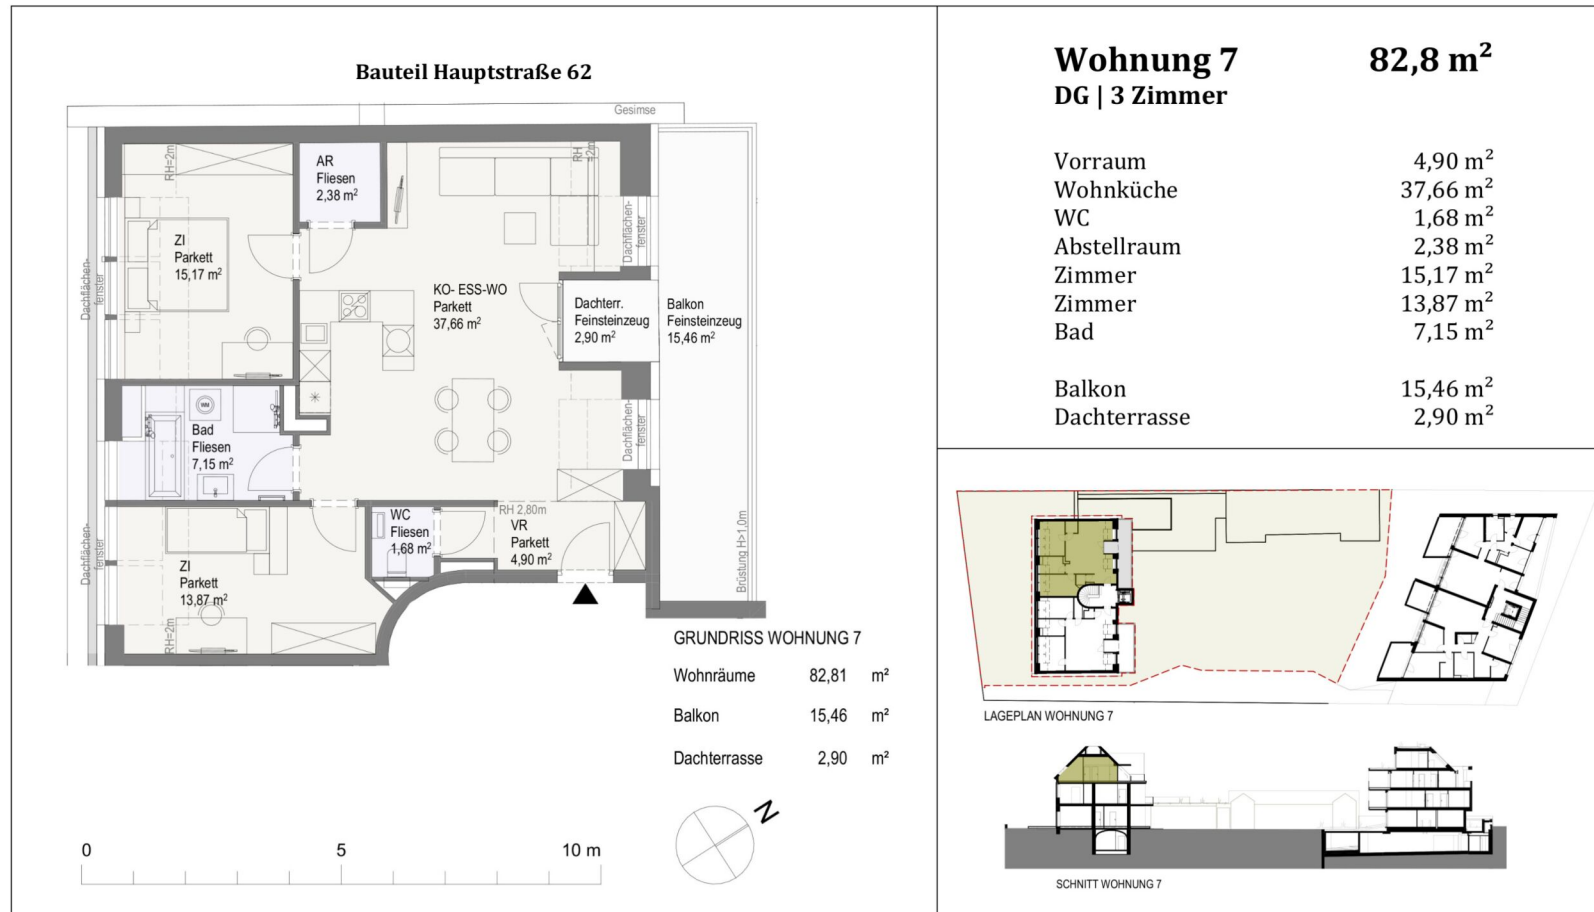 Bauteil Hauptstraße 62
Gesimse
RH=2m
AR
Fliesen
2,38 m²
RH
=2m
ZI
Parkett
15,17 m²
Dachflächen-
fenster
Dachflächen-
fenster
KO- ESS-WO
Parkett
37,66 m²
Dachterr.
Feinsteinzeug
2,90 m²
Balkon
Feinsteinzeug
15,46 m²
WM
Bad
Fliesen
7,15 m²
Dachflächen-
fenster
Dachflächen-
fenster
WC
Fliesen
1,68 m²
RH 2,80m
VR
Parkett
4,90 m²
ZI
Parkett
13,87 m²
RH=2m
Brüstung H>1,0m
GRUNDRISS WOHNUNG 7
Wohnräume 82,81 m²
Balkon 15,46 m²
Dachterrasse 2,90 m²
N
0 5 10 m
Wohnung 7 82,8 m²
DG | 3 Zimmer
Vorraum 4,90 m²
Wohnküche 37,66 m²
WC 1,68 m²
Abstellraum 2,38 m²
Zimmer 15,17 m²
Zimmer 13,87 m²
Bad 7,15 m²
Balkon 15,46 m²
Dachterrasse 2,90 m²
LAGEPLAN WOHNUNG 7
SCHNITT WOHNUNG 7